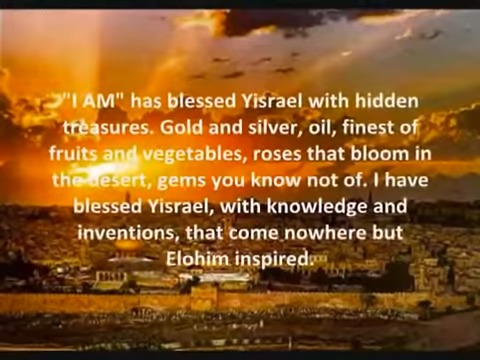 "I AM" has blessed Yisrael with hidden
treasures. Gold and silver, oil, finest of
fruits and vegetables, roses that bloom in
the desert, gems you know not of. I have
blessed Yisrael, with knowledge and
inventions, that come nowhere but
Elohim inspired.